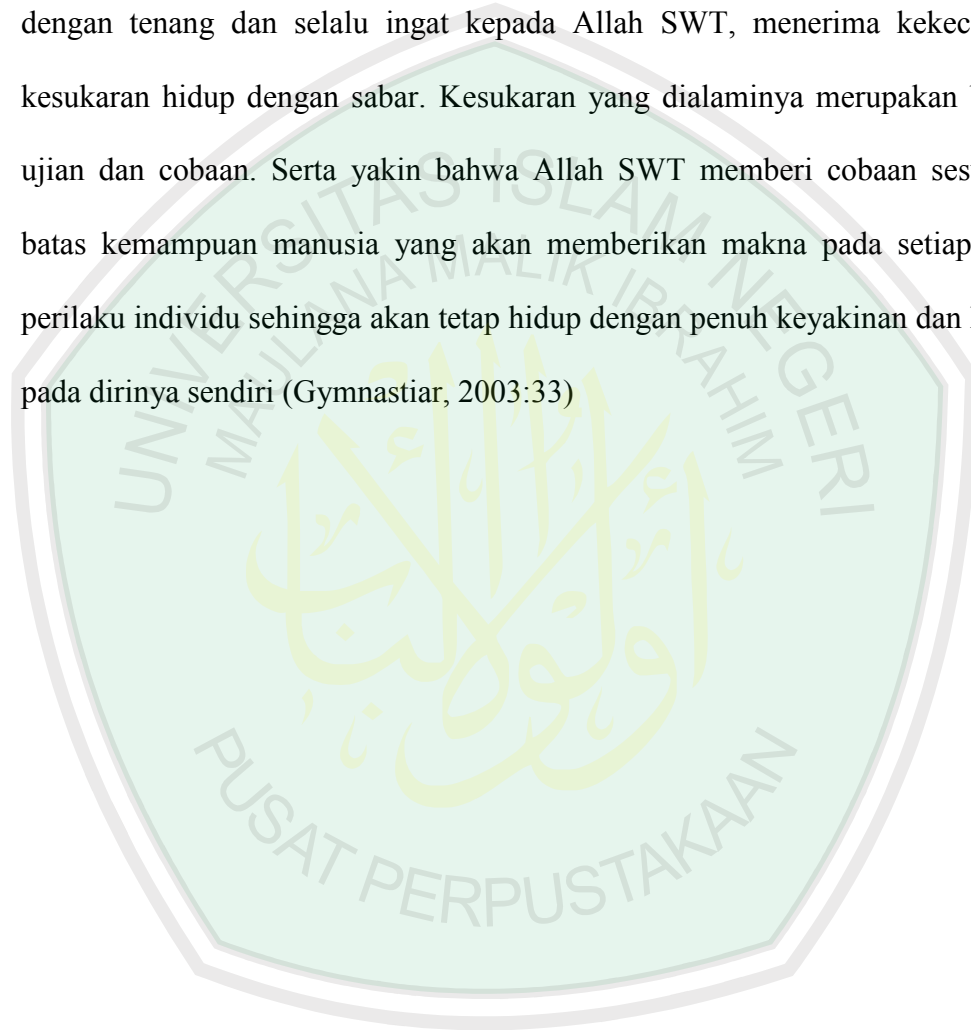 dengan tenang dan selalu ingat kepada Allah SWT, menerima
kesukaran hidup dengan sabar. Kesukaran yang dialaminya merupakan
ujian dan cobaan. Serta yakin bahwa Allah SWT memberi cobaan
batas kemampuan manusia yang akan memberikan makna pada setiap
perilaku individu sehingga akan tetap hidup dengan penuh keyakinan dan
pada dirinya sendiri (Gymnastiar, 2003:33)
UNIVERSITAS ISLAM NEGERI
MAULANA MALIK IBRAHIM
PUSAT PERPUSTAKAAN